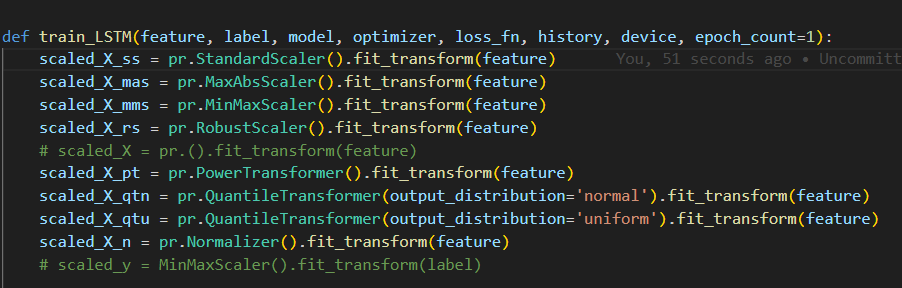 def train_LSTM(feature, label, model, optimizer, loss_fn, history, device, epoch_count=1):
    scaled_X_ss = pr.StandardScaler().fit_transform(feature)    You, 51 seconds ago • Uncommitt
    scaled_X_mas = pr.MaxAbsScaler().fit_transform(feature)
    scaled_X_mms = pr.MinMaxScaler().fit_transform(feature)
    scaled_X_rs = pr.RobustScaler().fit_transform(feature)
    # scaled_X = pr.().fit_transform(feature)
    scaled_X_pt = pr.PowerTransformer().fit_transform(feature)
    scaled_X_qtn = pr.QuantileTransformer(output_distribution='normal').fit_transform(feature)
    scaled_X_qtu = pr.QuantileTransformer(output_distribution='uniform').fit_transform(feature)
    scaled_X_n = pr.Normalizer().fit_transform(feature)
    # scaled_y = MinMaxScaler().fit_transform(label)